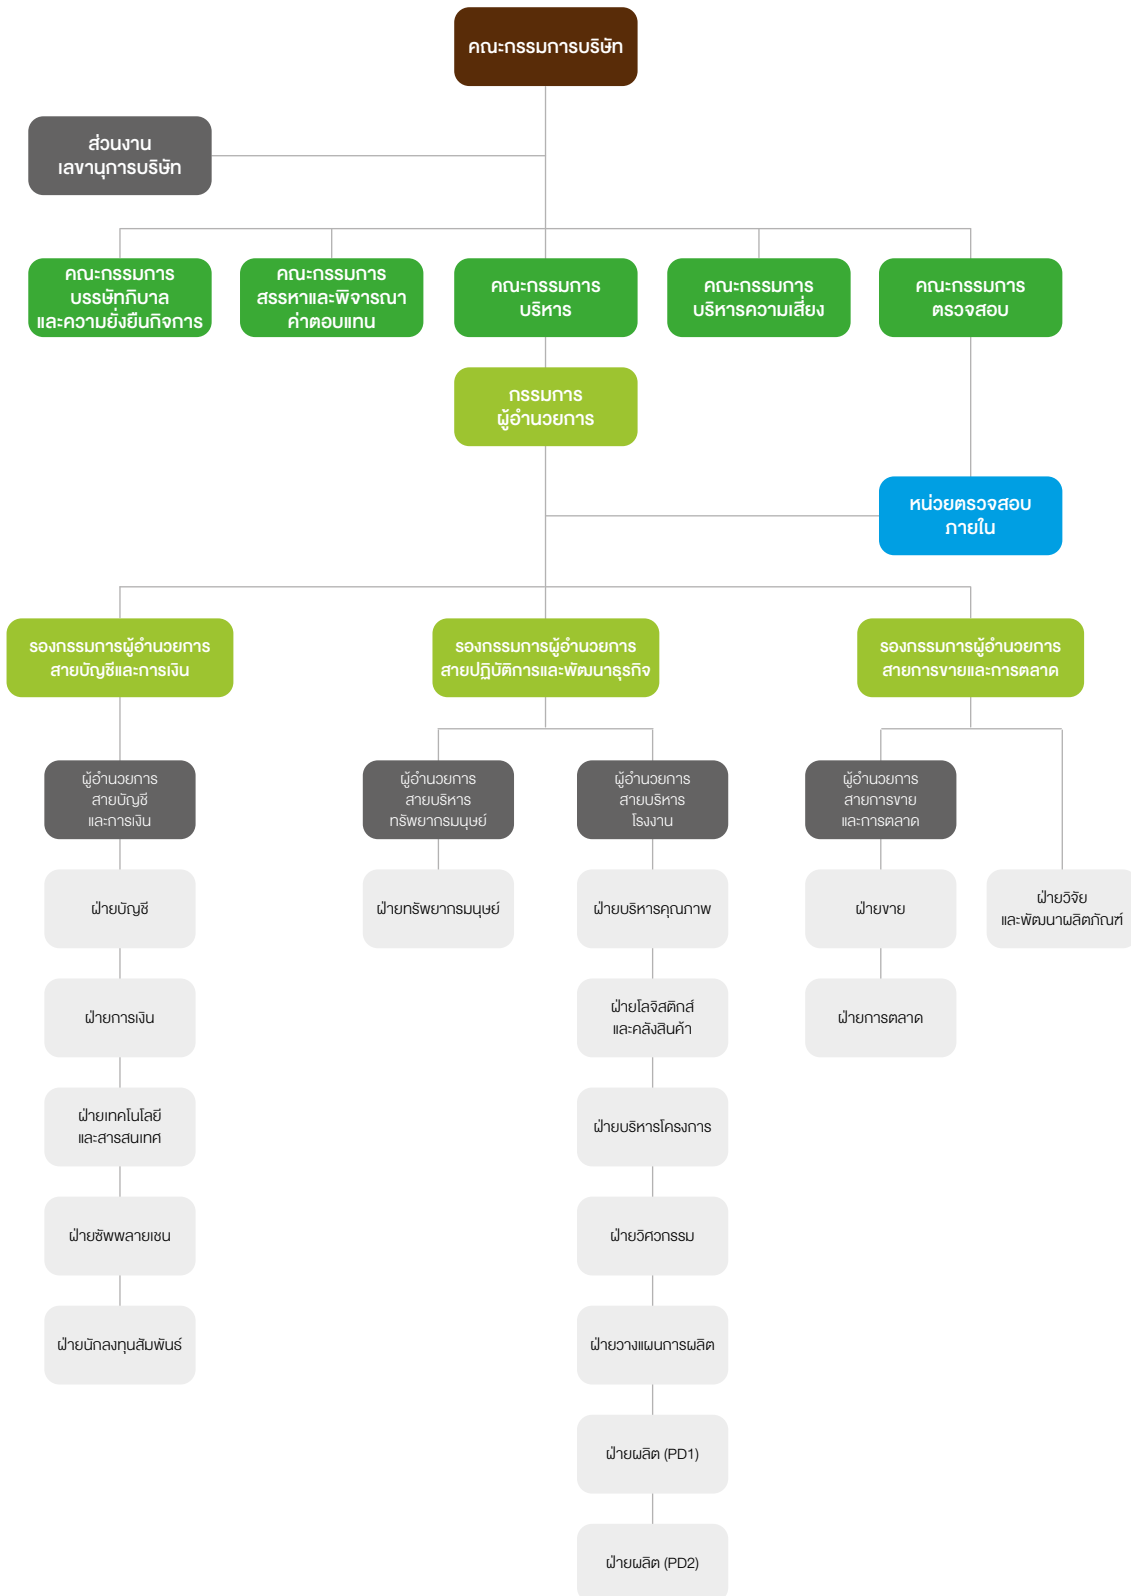 คณะกรรมการบริษัท
ส่วนงาน
เลขานุการบริษัท
คณะกรรมการ
บรรษัทภิบาล
และความยั่งยืนกิจการ
คณะกรรมการ
สรรหาและพิจารณา
ค่าตอบแทน
คณะกรรมการ
บริหาร
คณะกรรมการ
บริหารความเสี่ยง
คณะกรรมการ
ตรวจสอบ
กรรมการ
ผู้อำนวยการ
หน่วยตรวจสอบ
ภายใน
รองกรรมการผู้อำนวยการ
สายบัญชีและการเงิน
รองกรรมการผู้อำนวยการ
สายปฏิบัติการและพัฒนาธุรกิจ
รองกรรมการผู้อำนวยการ
สายการขายและการตลาด
ผู้อำนวยการ
สายบัญชี
และการเงิน
ผู้อำนวยการ
สายบริหาร
ทรัพยากรมนุษย์
ผู้อำนวยการ
สายบริหาร
โรงงาน
ผู้อำนวยการ
สายการขาย
และการตลาด
ฝ่ายบัญชี
ฝ่ายทรัพยากรมนุษย์
ฝ่ายบริหารคุณภาพ
ฝ่ายขาย
ฝ่ายวิจัย
และพัฒนาผลิตภัณฑ์
ฝ่ายการเงิน
ฝ่ายโลจิสติกส์
และคลังสินค้า
ฝ่ายการตลาด
ฝ่ายเทคโนโลยี
และสารสนเทศ
ฝ่ายบริหารโครงการ
ฝ่ายซัพพลายเชน
ฝ่ายวิศวกรรม
ฝ่ายนักลงทุนสัมพันธ์
ฝ่ายวางแผนการผลิต
ฝ่ายผลิต (PD1)
ฝ่ายผลิต (PD2)